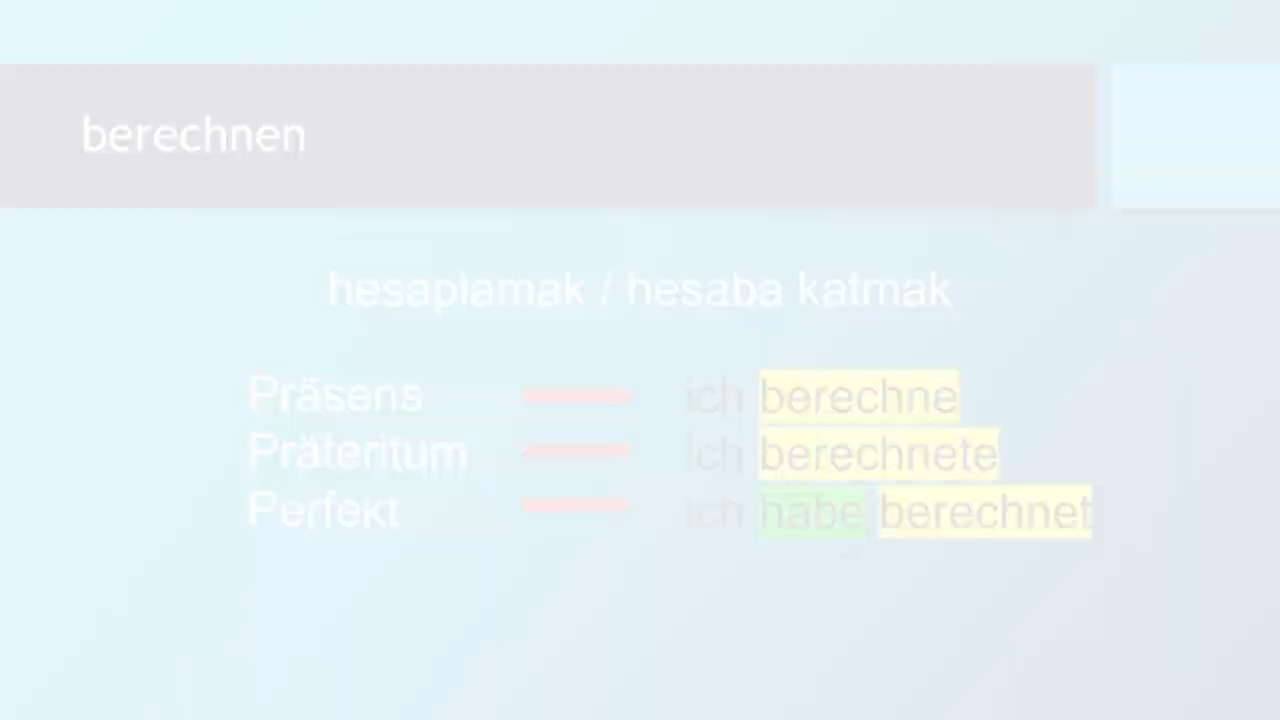 berechnen
hesaplamak / hesaba katmak
Präsens ich berechne
Präteritum ich berechnete
Perfekt ich habe berechnet